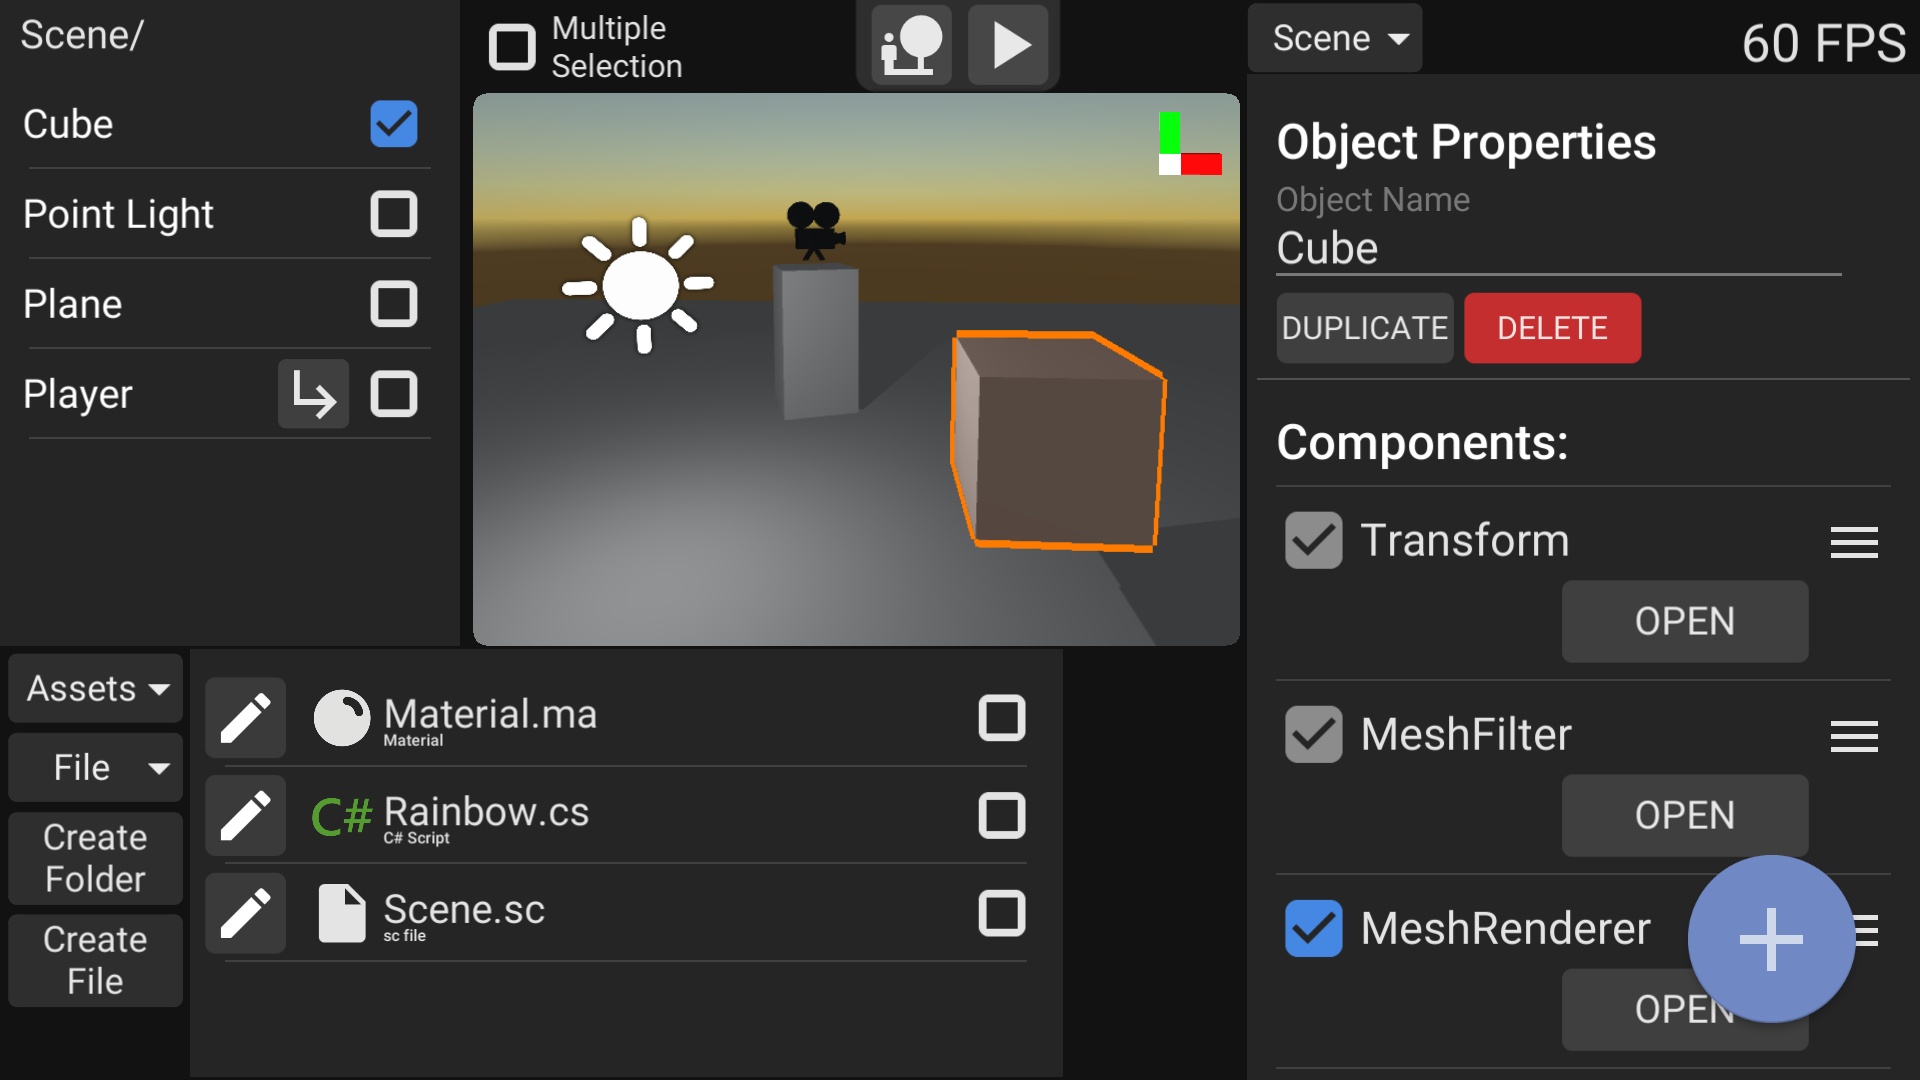 Scene/
Cube
Point Light
Plane
Player
Multiple
Selection
Scene
60 FPS
Object Properties
Object Name
Cube
DUPLICATE
DELETE
Components:
Transform
OPEN
MeshFilter
OPEN
MeshRenderer
OPEN
Assets
File
Create
Folder
Create
File
Material.ma
Material
C#
Rainbow.cs
C# Script
Scene.sc
sc file